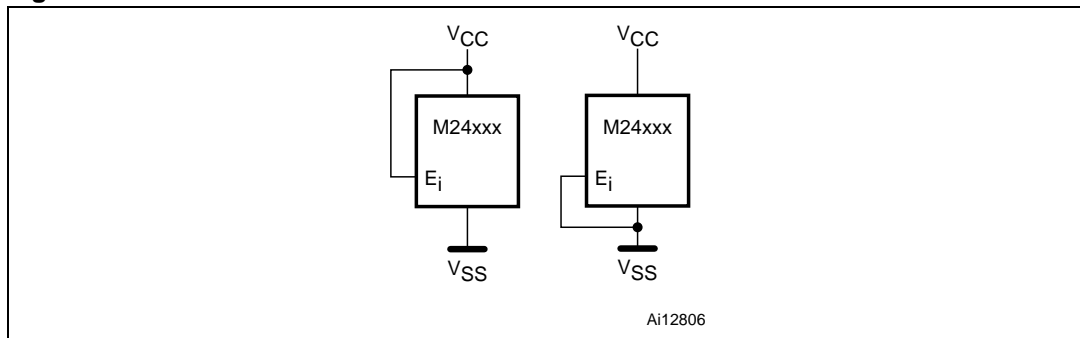 VCC VCC
M24xxx M24xxx
Ei Ei
VSS VSS
Ai12806